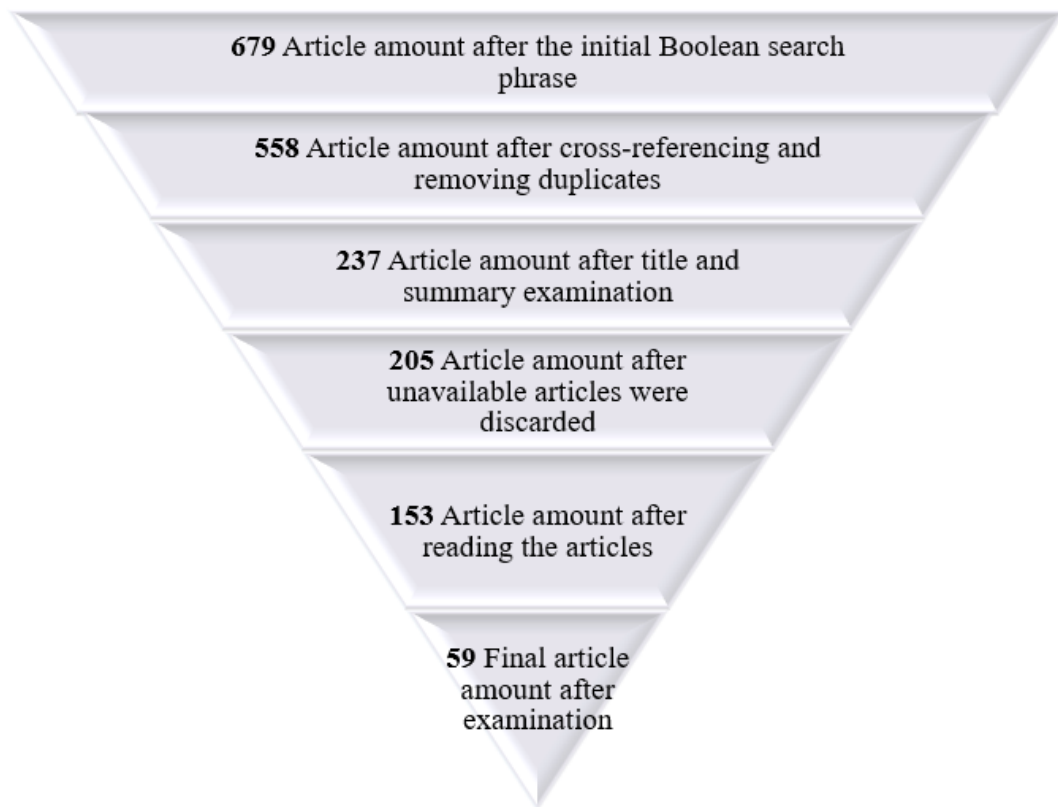 679 Article amount after the initial Boolean search
phrase
558 Article amount after cross-referencing and
removing duplicates
237 Article amount after title and
summary examination
205 Article amount after
unavailable articles were
discarded
153 Article amount after
reading the articles
59 Final article
amount after
examination